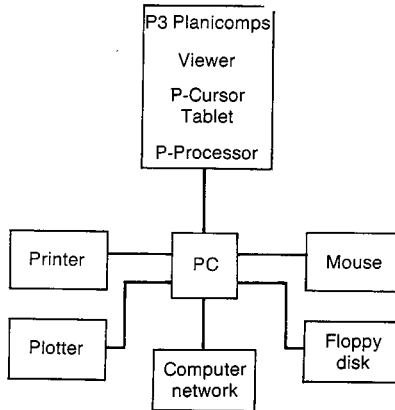 P3 Planicomps
Viewer
P-Cursor
Tablet
P-Processor
Printer
PC
Mouse
Plotter
Floppy
disk
Computer
network